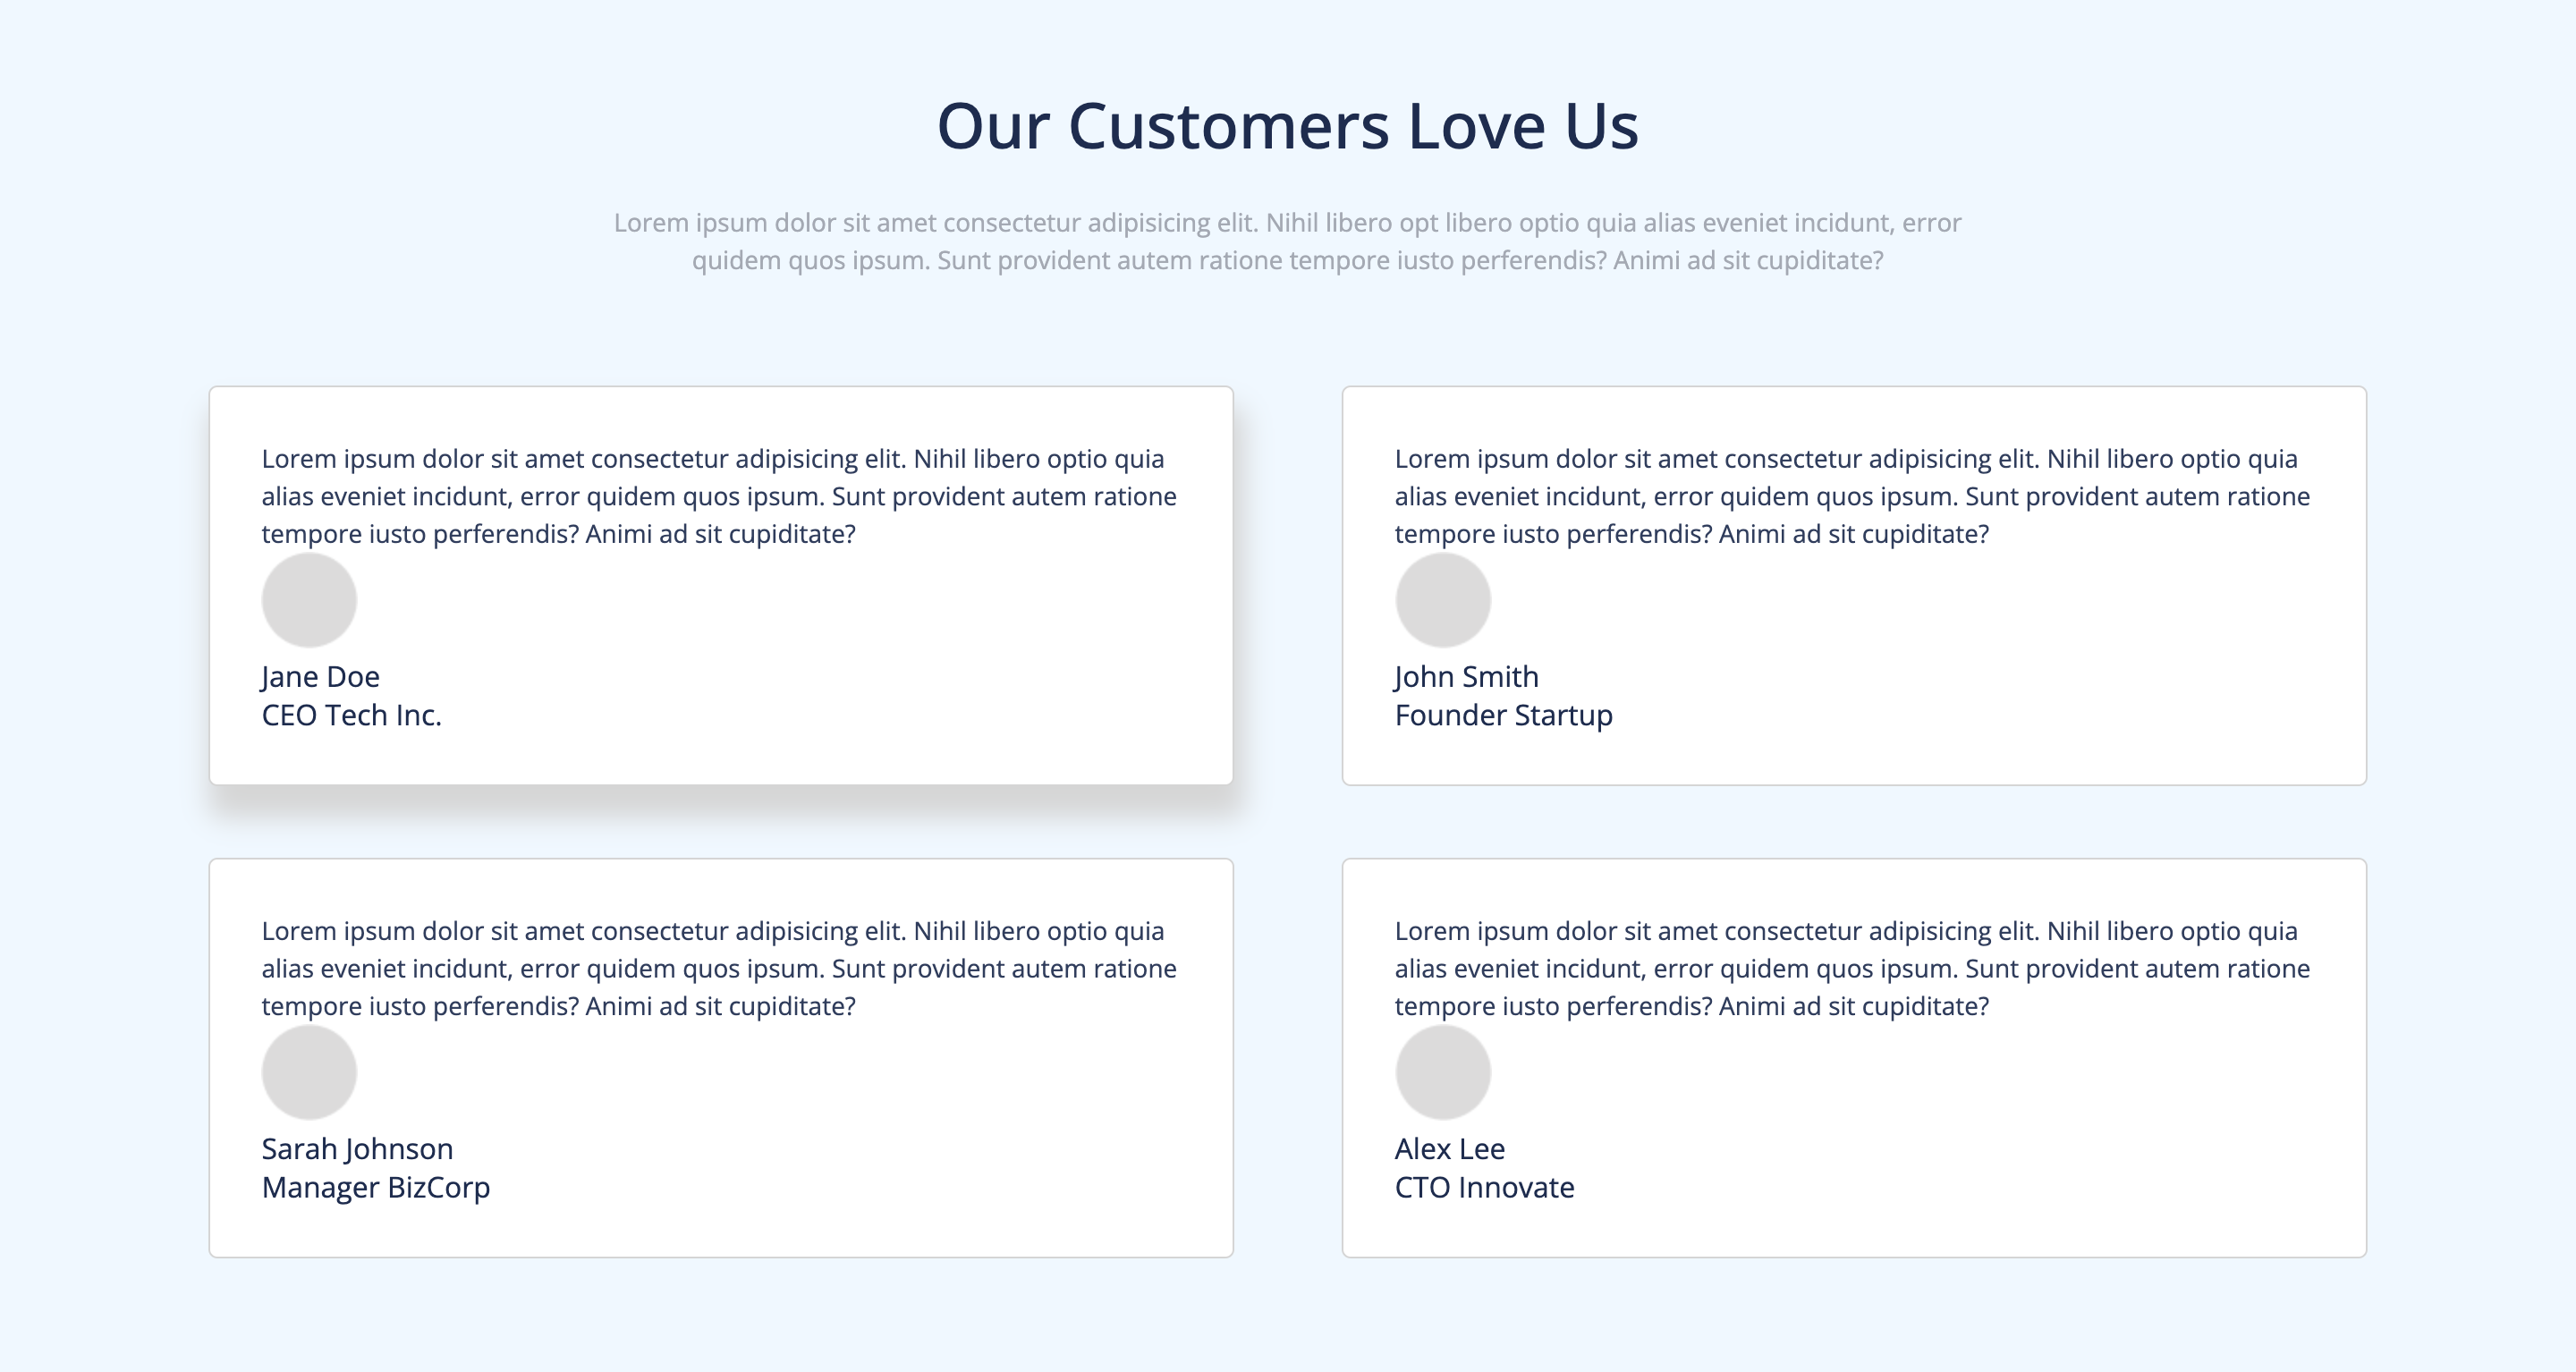 Our Customers Love Us
Lorem ipsum dolor sit amet consectetur adipisicing elit. Nihil libero opt libero optio quia alias eveniet incidunt, error
quidem quos ipsum. Sunt provident autem ratione tempore iusto perferendis? Animi ad sit cupiditate?
Lorem ipsum dolor sit amet consectetur adipisicing elit. Nihil libero optio quia
alias eveniet incidunt, error quidem quos ipsum. Sunt provident autem ratione
tempore iusto perferendis? Animi ad sit cupiditate?
Jane Doe
CEO Tech Inc.
Lorem ipsum dolor sit amet consectetur adipisicing elit. Nihil libero optio quia
alias eveniet incidunt, error quidem quos ipsum. Sunt provident autem ratione
tempore iusto perferendis? Animi ad sit cupiditate?
John Smith
Founder Startup
Lorem ipsum dolor sit amet consectetur adipisicing elit. Nihil libero optio quia
alias eveniet incidunt, error quidem quos ipsum. Sunt provident autem ratione
tempore iusto perferendis? Animi ad sit cupiditate?
Sarah Johnson
Manager BizCorp
Lorem ipsum dolor sit amet consectetur adipisicing elit. Nihil libero optio quia
alias eveniet incidunt, error quidem quos ipsum. Sunt provident autem ratione
tempore iusto perferendis? Animi ad sit cupiditate?
Alex Lee
CTO Innovate